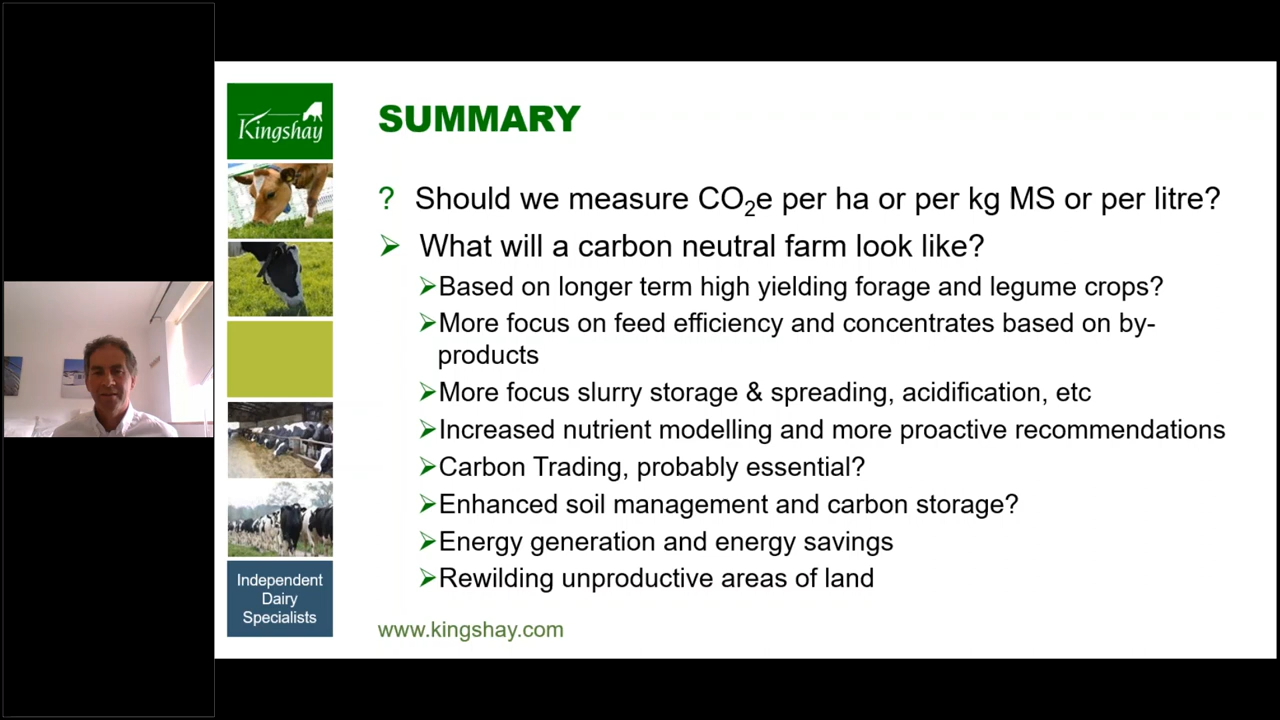 Kingshay
SUMMARY
? Should we measure CO₂e per ha or per kg MS or per litre?
➢ What will a carbon neutral farm look like?
➢Based on longer term high yielding forage and legume crops?
➢More focus on feed efficiency and concentrates based on by-
products
➢More focus slurry storage & spreading, acidification, etc
➢Increased nutrient modelling and more proactive recommendations
➢Carbon Trading, probably essential?
➢Enhanced soil management and carbon storage?
➢Energy generation and energy savings
➢Rewilding unproductive areas of land
Independent
Dairy
Specialists
www.kingshay.com